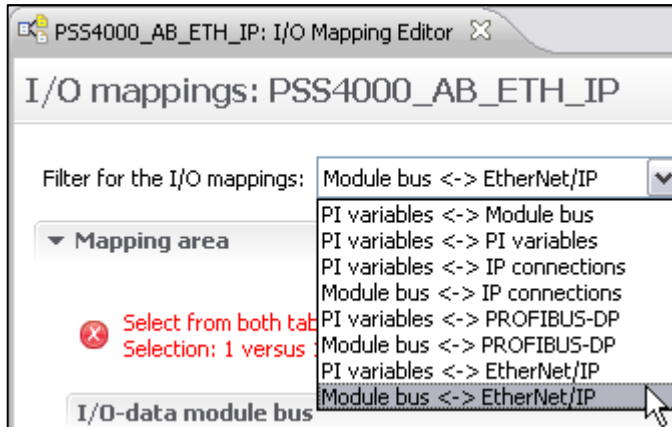 PSS4000_AB_ETH_IP: I/O Mapping Editor
I/O mappings: PSS4000_AB_ETH_IP
Filter for the I/O mappings: Module bus <-> EtherNet/IP
PI variables <-> Module bus
Mapping area
PI variables <-> PI variables
PI variables <-> IP connections
Module bus <-> IP connections
Select from both tab
PI variables <-> PROFIBUS-DP
Selection: 1 versus
Module bus <-> PROFIBUS-DP
PI variables <-> EtherNet/IP
Module bus <-> EtherNet/IP
I/O-data module bus